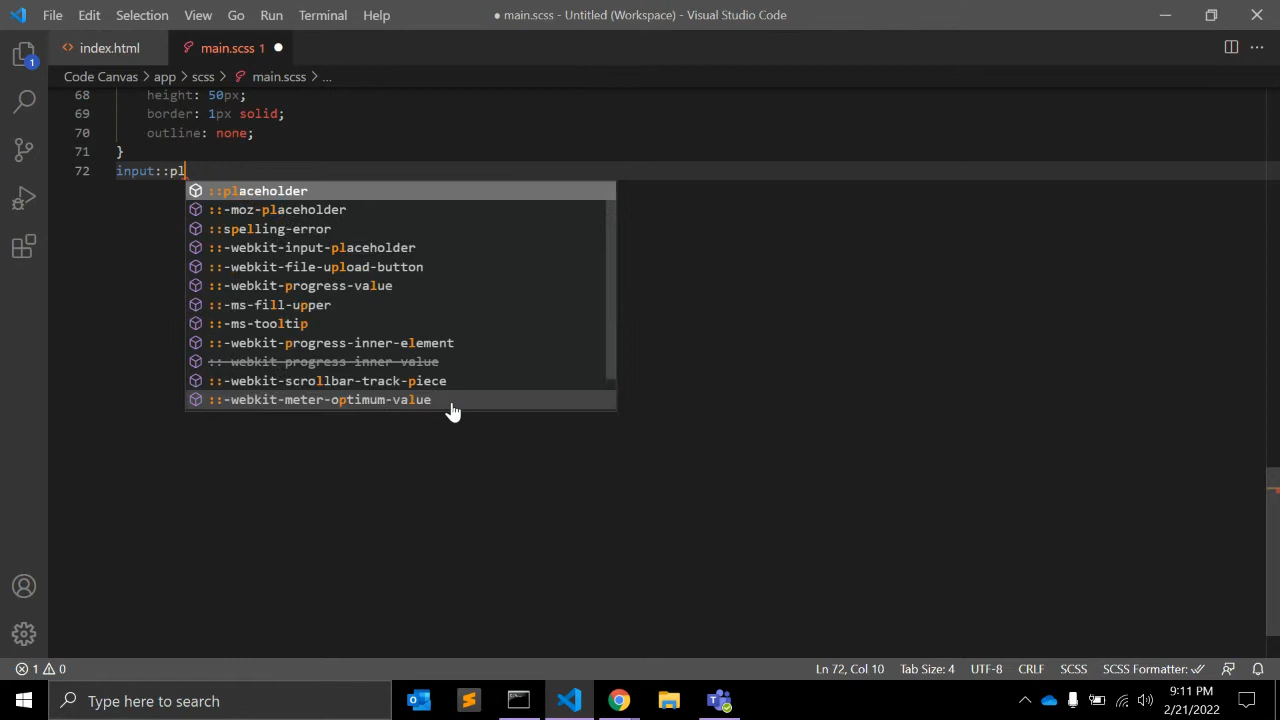 File Edit Selection View Go Run Terminal Help
● main.scss - Untitled (Workspace) - Visual Studio Code
<> index.html
main.scss 1 ●
Code Canvas > app > scss > main.scss > ...
1
68 height: 50px;
69 border: 1px solid;
70 outline: none;
71 }
72 input::pl
::placeholder
::-moz-placeholder
::spelling-error
::-webkit-input-placeholder
::-webkit-file-upload-button
::-webkit-progress-value
::-ms-fill-upper
::-ms-tooltip
::-webkit-progress-inner-element
::-webkit-progress-inner-value
::-webkit-scrollbar-track-piece
::-webkit-meter-optimum-value
1 0
Ln 72, Col 10 Tab Size: 4 UTF-8 CRLF SCSS SCSS Formatter:
Type here to search
9:11 PM
2/21/2022